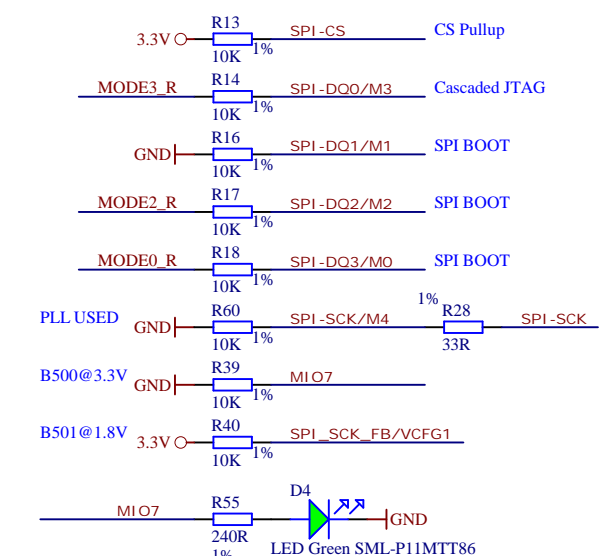 R13
3.3V SPI-CS CS Pullup
1%
10K
R14
MODE3_R SPI-DQ0/M3 Cascaded JTAG
1%
10K
R16
GND SPI-DQ1/M1 SPI BOOT
1%
10K
R17
MODE2_R SPI-DQ2/M2 SPI BOOT
1%
10K
R18
MODE0_R SPI-DQ3/M0 SPI BOOT
1%
10K
1%
R60 R28
PLL USED GND SPI-SCK/M4 SPI-SCK
1%
10K 33R
R39
B500@3.3V GND MIO7
1%
10K
R40
B501@1.8V 3.3V SPI_SCK_FB/VCFG1
1%
10K
D4
R55
MIO7 GND
240R
1% LED Green SML-P11MTT86